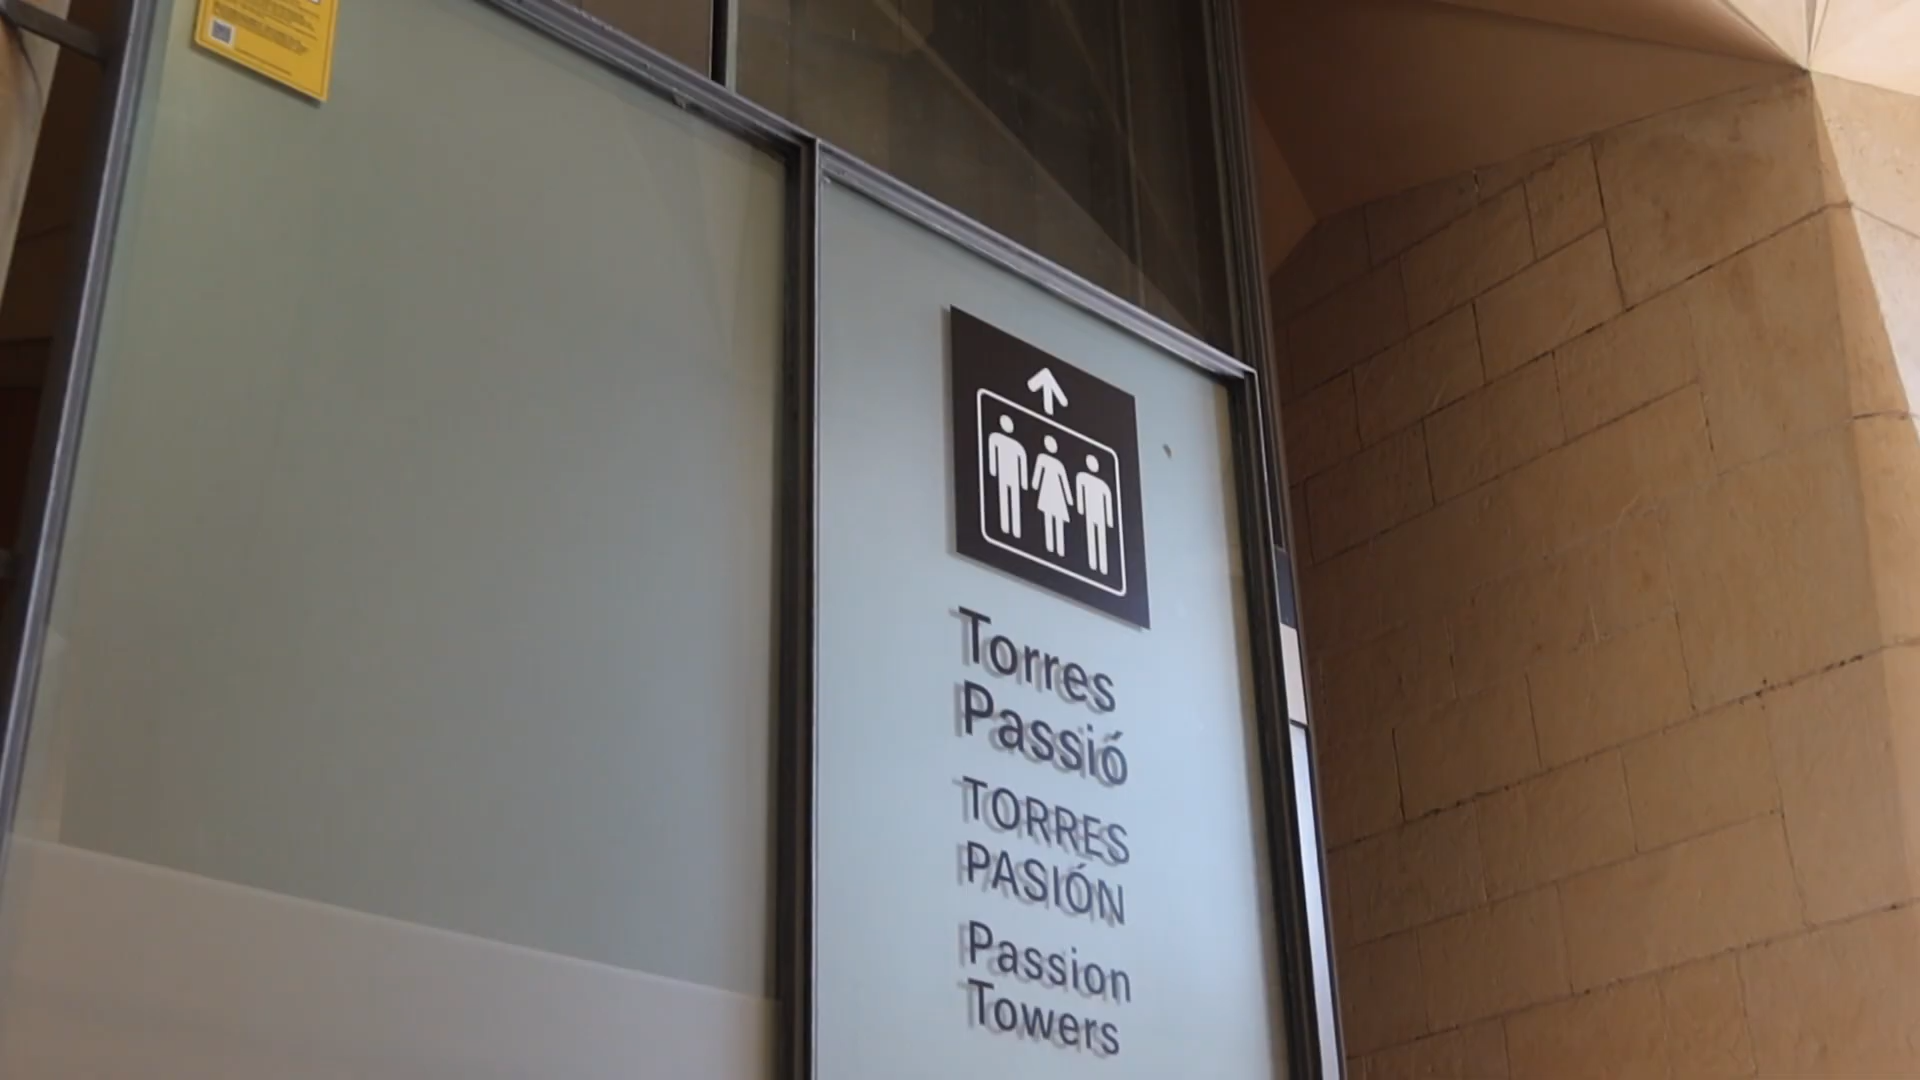 Torres
Passió
TORRES
PASIÓN
Passion
Towers